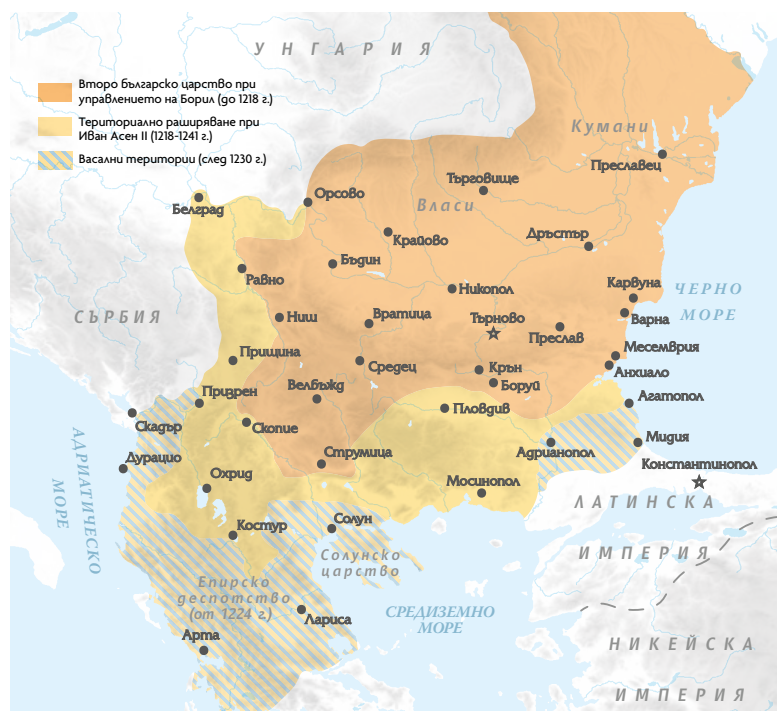 УНГАРИЯ
Второ българско царство при
управлението на Борил (до 1218 г.)
Териториално раширяване при
Иван Асен II (1218-1241 г.)
Васални територии (след 1230 г.)
Кумани
Преславец
Търговище
Орсово
Власи
Белград
Крайово
Дръстър
Бъдин
Равно
Никопол
Карвуна
ЧЕРНО
МОРЕ
СЪРБИЯ
Ниш
Вратица
Търново
Преслав
Варна
Месемврия
Прищина
Средец
Крън
Анхиало
Боруй
Призрен
Велбъжд
Агатопол
Пловдив
Скадър
Скопие
Адрианопол
Мидия
Дурацио
АДРИАТИЧЕСКО
МОРЕ
Струмица
Константинопол
Охрид
Мосинопол
ЛАТИНСКА
ИМПЕРИЯ
Костур
Солун
Солунско
царство
Епирско
деспотство
(от 1224 г.)
Лариса
СРЕДИЗЕМНО
МОРЕ
Арта
НИКЕЙСКА
ИМПЕРИЯ